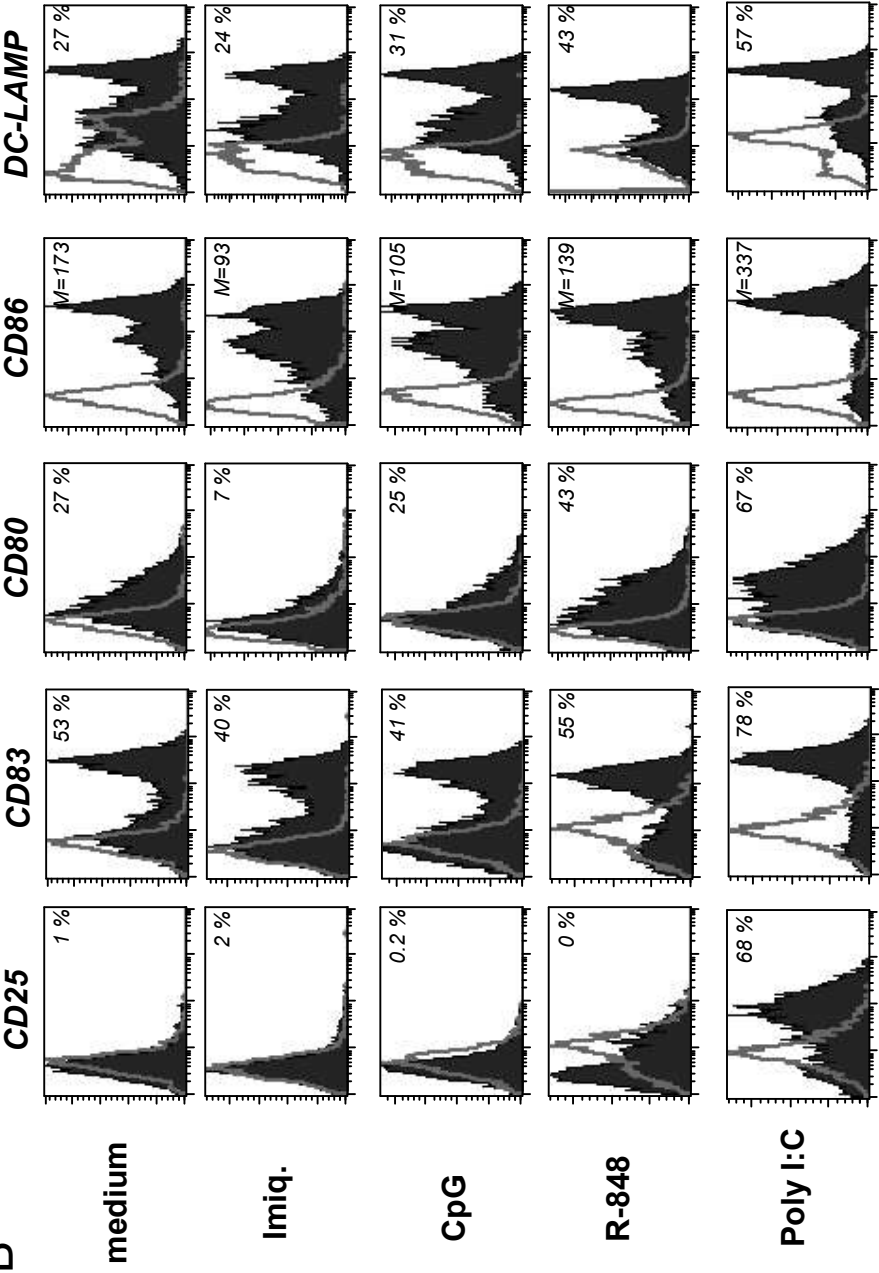 CD25 CD83 CD80 CD86 DC-LAMP
medium 1 % 53 % 27 % M=173 27 %
Imiq. 2 % 40 % 7 % M=93 24 %
CpG 0.2 % 41 % 25 % M=105 31 %
R-848 0 % 55 % 43 % M=139 43 %
Poly I:C 68 % 78 % 67 % M=337 57 %